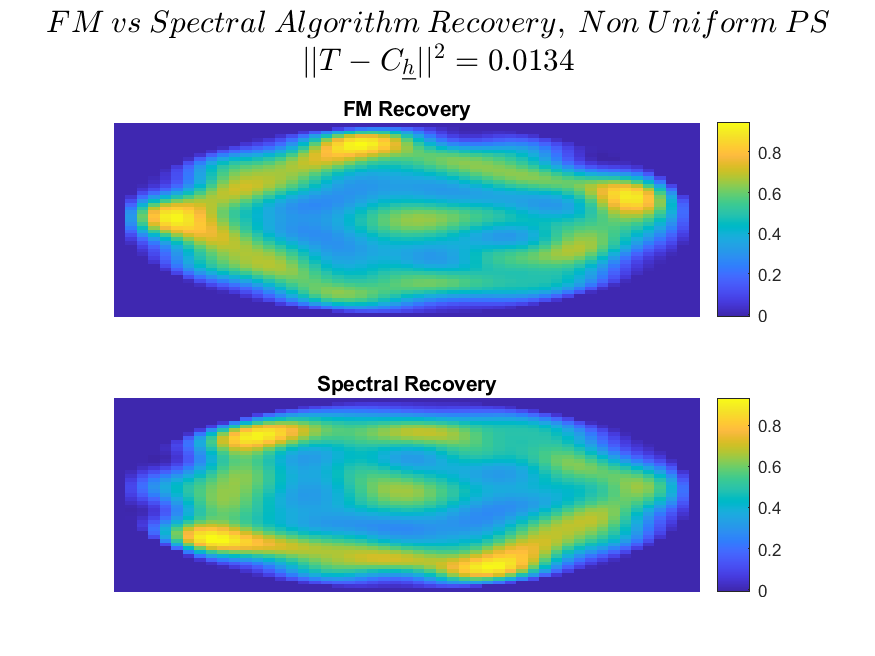 FM vs Spectral Algorithm Recovery, Non Uniform PS
||T − C_h||² = 0.0134
FM Recovery
0.8
0.6
0.4
0.2
0
Spectral Recovery
0.8
0.6
0.4
0.2
0